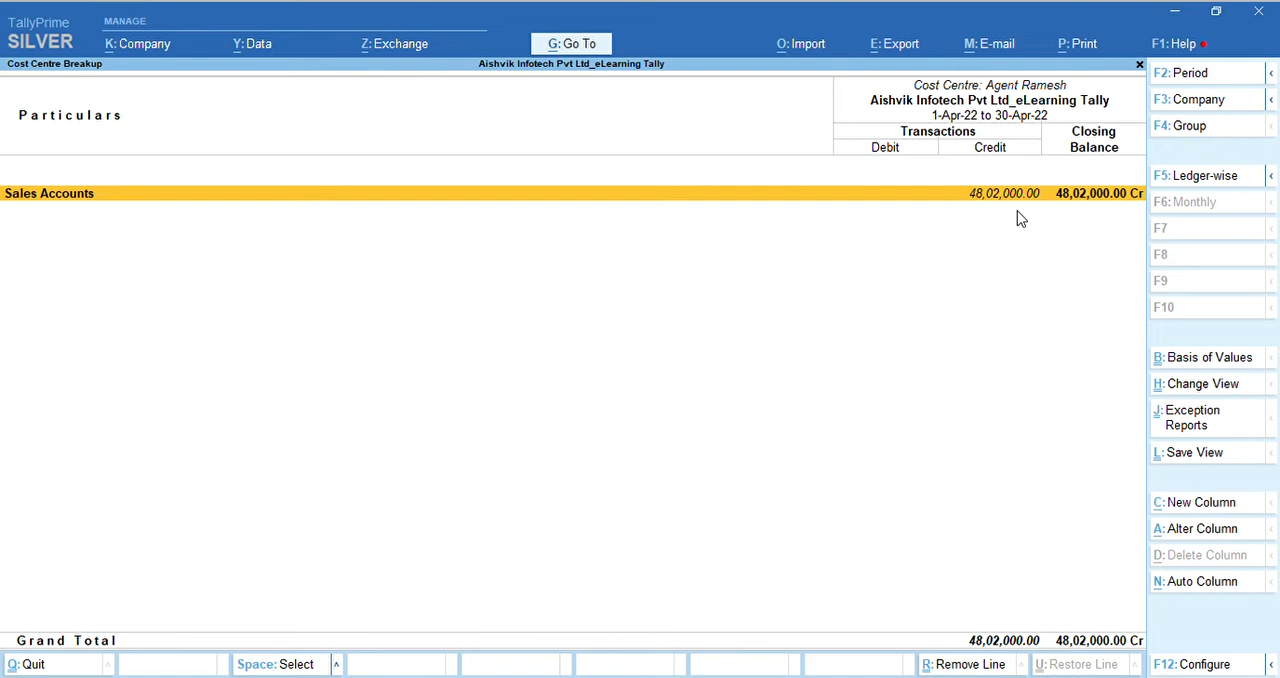 TallyPrime
SILVER
MANAGE
K: Company
Y: Data
Z: Exchange
G: Go To
O: Import
E: Export
M: E-mail
P: Print
F1: Help
Cost Centre Breakup
Aishvik Infotech Pvt Ltd_eLearning Tally
Particulars
Cost Centre: Agent Ramesh
Aishvik Infotech Pvt Ltd_eLearning Tally
1-Apr-22 to 30-Apr-22
Transactions
Closing
Debit
Credit
Balance
Sales Accounts
48,02,000.00
48,02,000.00 Cr
Grand Total
48,02,000.00
48,02,000.00 Cr
F2: Period
F3: Company
F4: Group
F5: Ledger-wise
F6: Monthly
F7
F8
F9
F10
B: Basis of Values
H: Change View
J: Exception
Reports
L: Save View
C: New Column
A: Alter Column
D: Delete Column
N: Auto Column
Q: Quit
Space: Select
R: Remove Line
U: Restore Line
F12: Configure